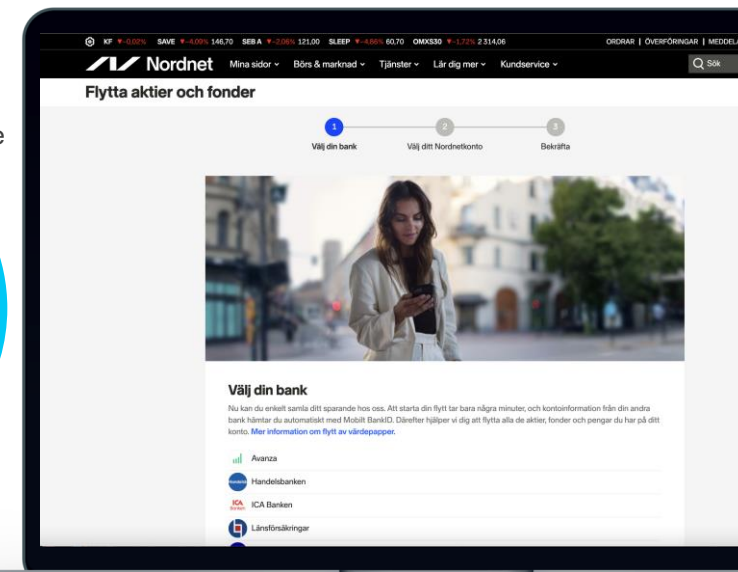 KF ▼-0,02% SAVE ▼-4,09% 146,70 SEB A ▼-2,06% 121,00 SLEEP ▼-4,66% 60,70 OMXS30 ▼-1,72% 2 314,06 ORDRAR | ÖVERFÖRINGAR | MEDDELA
Nordnet Mina sidor Börs & marknad Tjänster Lär dig mer Kundservice Sök
Flytta aktier och fonder
e
1 2 3
Välj din bank Välj ditt Nordnetkonto Bekräfta
Välj din bank
Nu kan du enkelt samla ditt sparande hos oss. Att starta din flytt tar bara några minuter, och kontoinformation från din andra
bank hämtar du automatiskt med Mobilt BankID. Därefter hjälper vi dig att flytta alla de aktier, fonder och pengar du har på ditt
konto. Mer information om flytt av värdepapper.
Avanza
Handelsbanken
ICA Banken
Länsförsäkringar